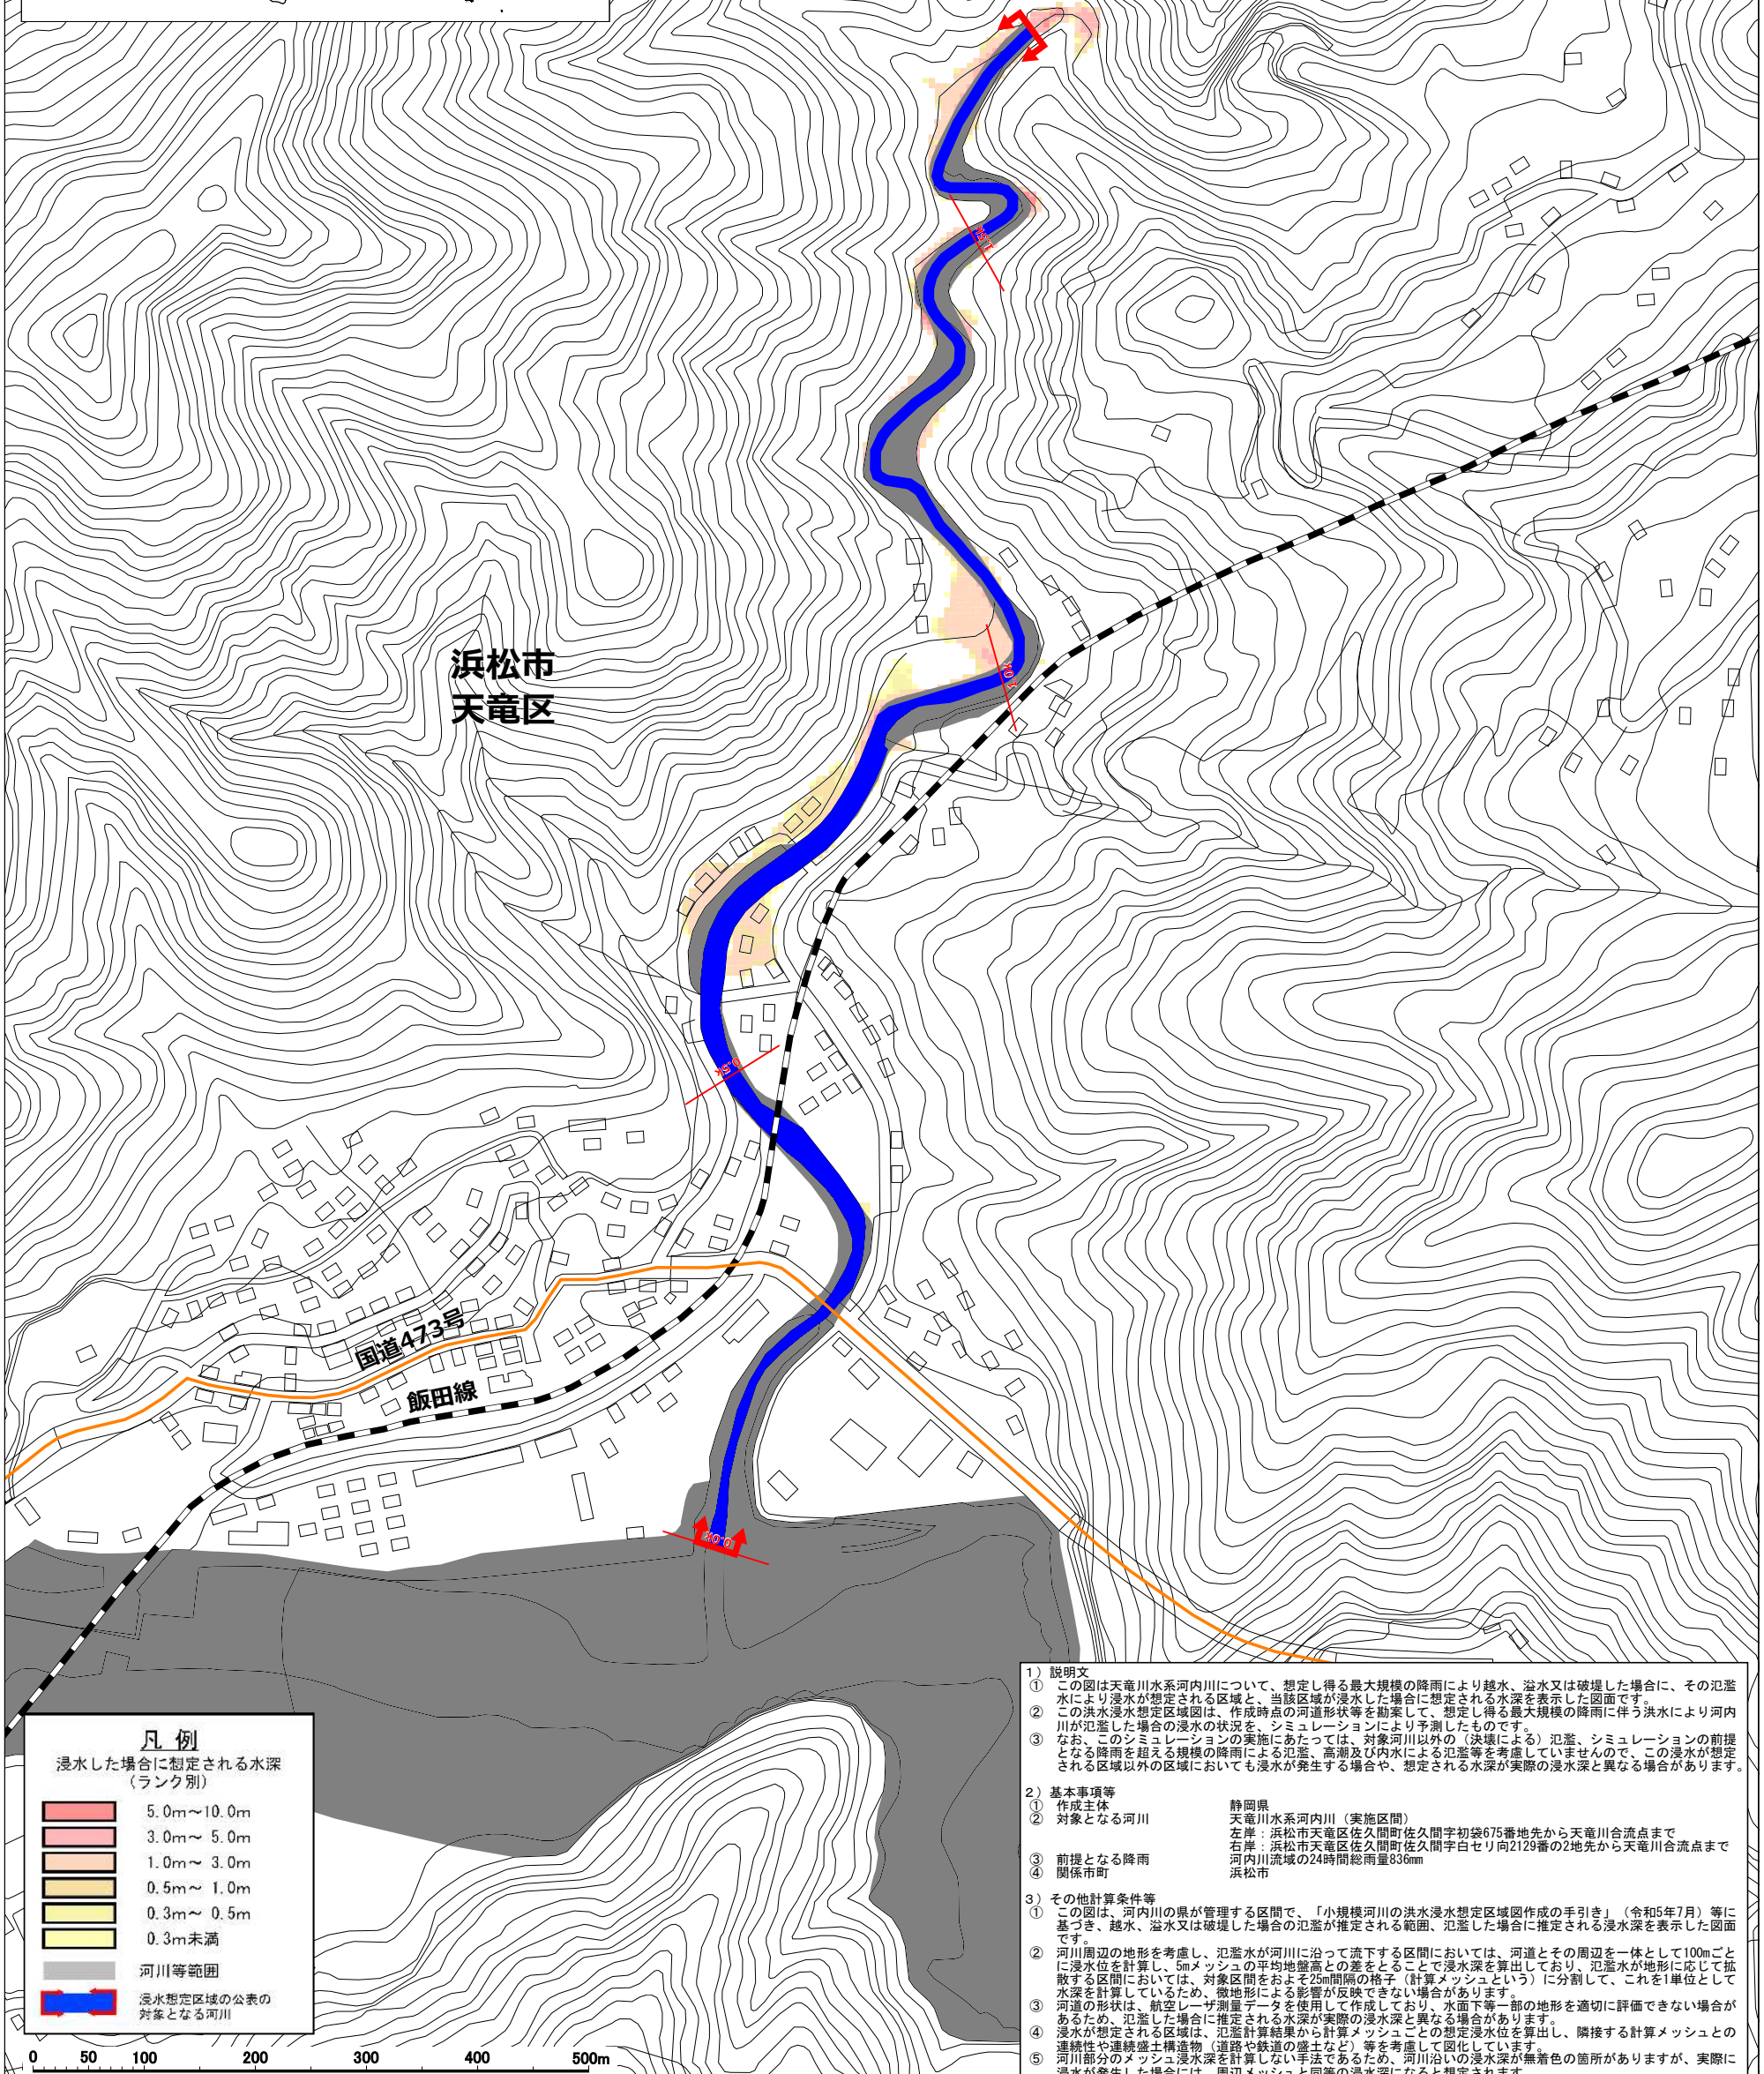 1.5k
浜松市
天竜区
1.0k
0.5k
国道473号
飯田線
0.0k
凡 例
浸水した場合に想定される水深
(ランク別)
5.0m～10.0m
3.0m～ 5.0m
1.0m～ 3.0m
0.5m～ 1.0m
0.3m～ 0.5m
0.3m未満
河川等範囲
浸水想定区域の公表の
対象となる河川
0 50 100 200 300 400 500m
1）説明文
① この図は天竜川水系河内川について、想定し得る最大規模の降雨により越水、溢水又は破堤した場合に、その氾濫
水により浸水が想定される区域と、当該区域が浸水した場合に想定される水深を表示した図面です。
② この洪水浸水想定区域図は、作成時点の河道形状等を勘案して、想定し得る最大規模の降雨に伴う洪水により河内
川が氾濫した場合の浸水の状況を、シミュレーションにより予測したものです。
③ なお、このシミュレーションの実施にあたっては、対象河川以外の（決壊による）氾濫、シミュレーションの前提
となる降雨を超える規模の降雨による氾濫、高潮及び内水による氾濫等を考慮していませんので、この浸水が想定
される区域以外の区域においても浸水が発生する場合や、想定される水深が実際の浸水深と異なる場合があります。
2）基本事項等
① 作成主体 静岡県
② 対象となる河川 天竜川水系河内川（実施区間）
左岸：浜松市天竜区佐久間町佐久間字初袋675番地先から天竜川合流点まで
右岸：浜松市天竜区佐久間町佐久間字白セリ向2129番の2地先から天竜川合流点まで
③ 前提となる降雨 河内川流域の24時間総雨量836mm
④ 関係市町 浜松市
3）その他計算条件等
① この図は、河内川の県が管理する区間で、「小規模河川の洪水浸水想定区域図作成の手引き」（令和5年7月）等に
基づき、越水、溢水又は破堤した場合の氾濫が推定される範囲、氾濫した場合に推定される浸水深を表示した図面
です。
② 河川周辺の地形を考慮し、氾濫水が河川に沿って流下する区間においては、河道とその周辺を一体として100mごと
に浸水位を計算し、5mメッシュの平均地盤高との差をとることで浸水深を算出しており、氾濫水が地形に応じて拡
散する区間においては、対象区間をおよそ25m間隔の格子（計算メッシュという）に分割して、これを1単位として
水深を計算しているため、微地形による影響が反映できない場合があります。
③ 河道の形状は、航空レーザ測量データを使用して作成しており、水面下等一部の地形を適切に評価できない場合が
あるため、氾濫した場合に推定される水深が実際の浸水深と異なる場合があります。
④ 浸水が想定される区域は、氾濫計算結果から計算メッシュごとの想定浸水位を算出し、隣接する計算メッシュとの
連続性や連続盛土構造物（道路や鉄道の盛土など）等を考慮して図化しています。
⑤ 河川部分のメッシュ浸水深を計算しない手法であるため、河川沿いの浸水深が無着色の箇所がありますが、実際に
浸水が発生した場合には、周辺メッシュと同等の浸水深になると想定されます。